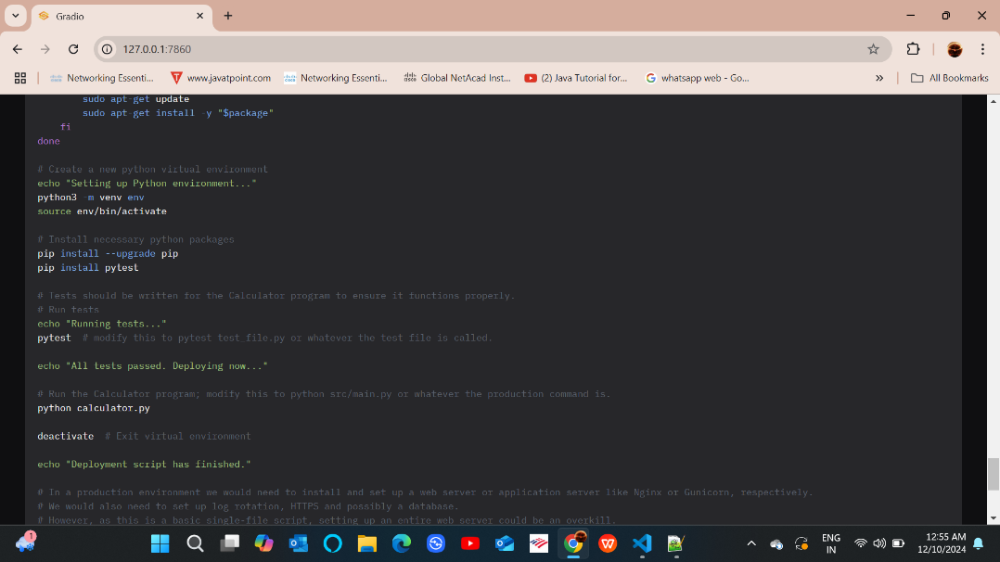 Gradio
127.0.0.1:7860
Networking Essenti...
www.javatpoint.com
Networking Essenti...
Global NetAcad Inst...
(2) Java Tutorial for...
whatsapp web - Go...
»
All Bookmarks
sudo apt-get update
sudo apt-get install -y "$package"
fi
done
# Create a new python virtual environment
echo "Setting up Python environment..."
python3 -m venv env
source env/bin/activate
# Install necessary python packages
pip install --upgrade pip
pip install pytest
# Tests should be written for the Calculator program to ensure it functions properly.
# Run tests
echo "Running tests..."
pytest  # modify this to pytest test_file.py or whatever the test file is called.
echo "All tests passed. Deploying now..."
# Run the Calculator program; modify this to python src/main.py or whatever the production command is.
python calculator.py
deactivate  # Exit virtual environment
echo "Deployment script has finished."
# In a production environment we would need to install and set up a web server or application server like Nginx or Gunicorn, respectively.
# We would also need to set up log rotation, HTTPS and possibly a database.
# However, as this is a basic single-file script, setting up an entire web server could be an overkill.
1
ENG
IN
12:55 AM
12/10/2024